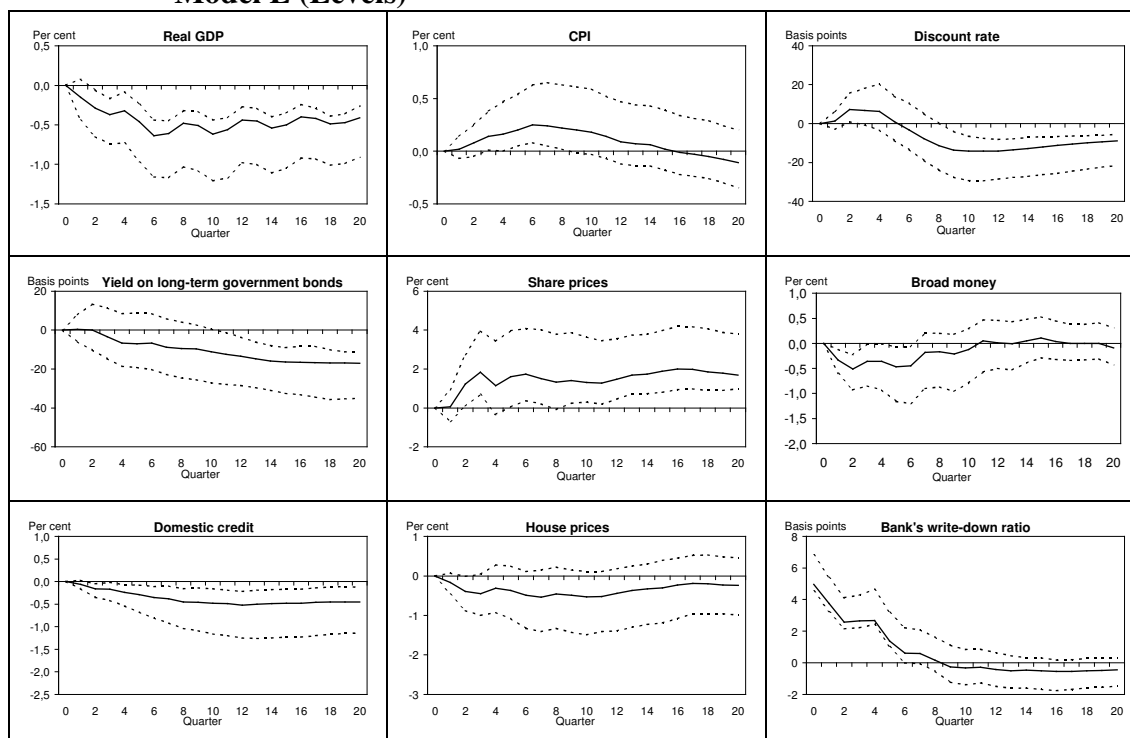 Model L (Levels)
Per cent
Real GDP
0,5
0,0
-0,5
-1,0
-1,5
0 2 4 6 8 10 12 14 16 18 20
Quarter
Per cent
CPI
1,0
0,5
0,0
-0,5
0 2 4 6 8 10 12 14 16 18 20
Quarter
Basis points
Discount rate
40
20
0
-20
-40
0 2 4 6 8 10 12 14 16 18 20
Quarter
Basis points
Yield on long-term government bonds
20
0
-20
-40
-60
0 2 4 6 8 10 12 14 16 18 20
Quarter
Per cent
Share prices
6
4
2
0
-2
0 2 4 6 8 10 12 14 16 18 20
Quarter
Per cent
Broad money
1,0
0,5
0,0
-0,5
-1,0
-1,5
-2,0
0 2 4 6 8 10 12 14 16 18 20
Quarter
Per cent
Domestic credit
1,0
0,5
0,0
-0,5
-1,0
-1,5
-2,0
-2,5
0 2 4 6 8 10 12 14 16 18 20
Quarter
Per cent
House prices
1
0
-1
-2
-3
0 2 4 6 8 10 12 14 16 18 20
Quarter
Basis points
Bank's write-down ratio
8
6
4
2
0
-2
0 2 4 6 8 10 12 14 16 18 20
Quarter